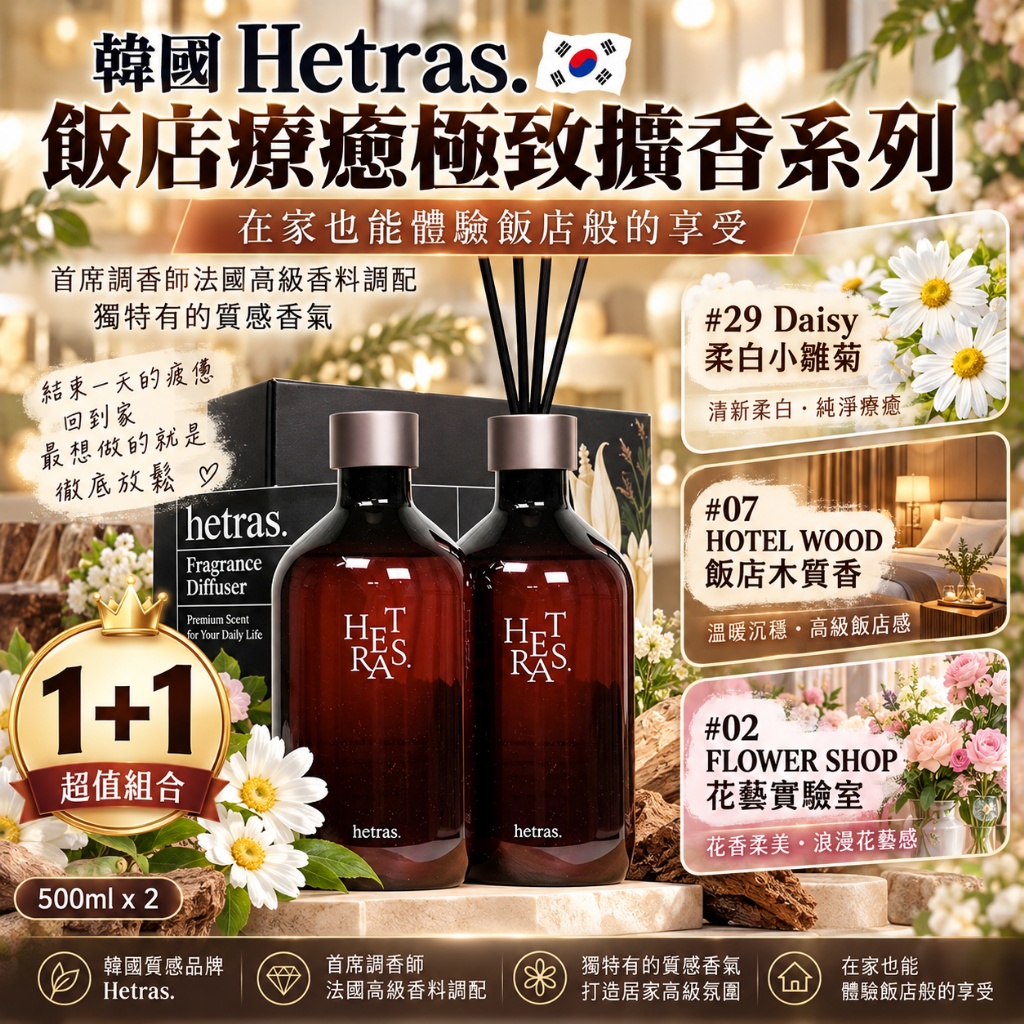 韓國 Hetras.
飯店療癒極致擴香系列
在家也能體驗飯店般的享受
首席調香師法國高級香料調配
獨特有的質感香氣
結束一天的疲憊
回到家
最想做的就是
徹底放鬆 ♡
hetras.
Fragrance
Diffuser
Premium Scent
for Your Daily Life
HET
RAS.
hetras.
HET
RAS.
hetras.
1+1
超值組合
500ml x 2
#29 Daisy
柔白小雛菊
清新柔白・純淨療癒
#07
HOTEL WOOD
飯店木質香
溫暖沉穩・高級飯店感
#02
FLOWER SHOP
花藝實驗室
花香柔美・浪漫花藝感
韓國質感品牌
Hetras.
首席調香師
法國高級香料調配
獨特有的質感香氣
打造居家高級氛圍
在家也能
體驗飯店般的享受